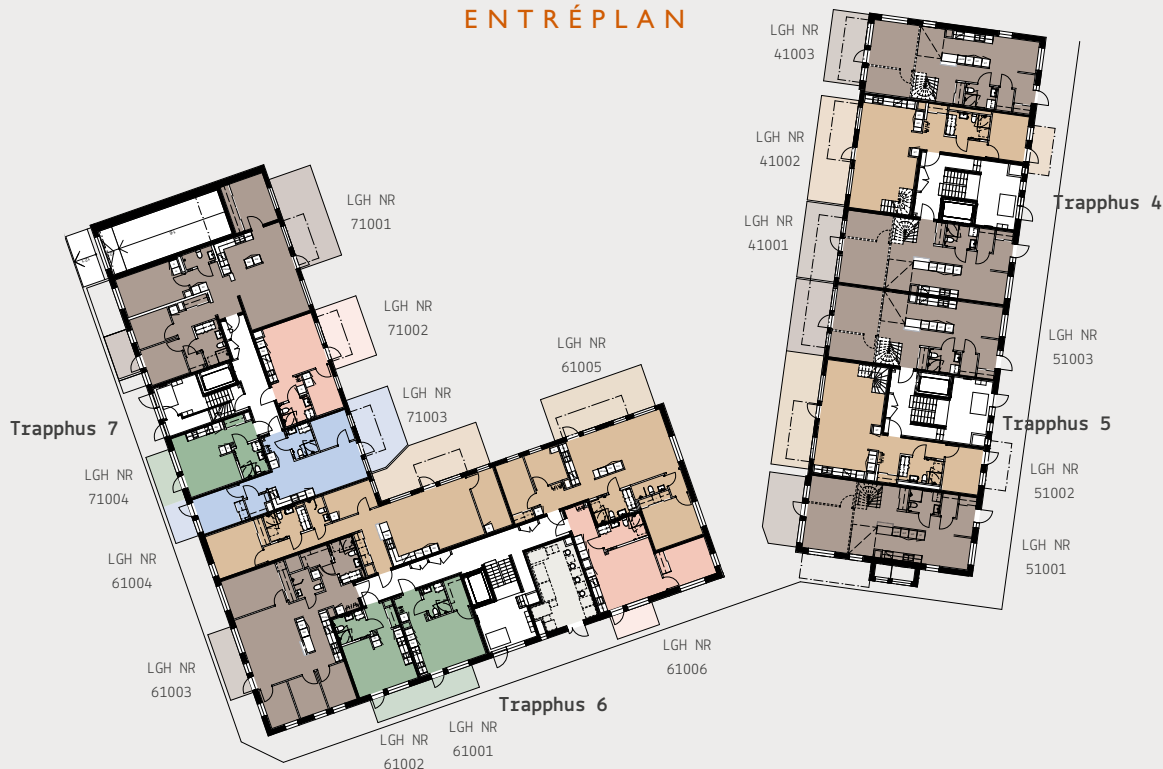 ENTRÉPLAN
LGH NR
41003
LGH NR
41002
Trapphus 4
LGH NR
41001
LGH NR
71001
LGH NR
71002
LGH NR
61005
LGH NR
51003
LGH NR
71003
Trapphus 7
Trapphus 5
LGH NR
71004
LGH NR
51002
LGH NR
61004
LGH NR
51001
LGH NR
61003
LGH NR
61006
Trapphus 6
LGH NR
61001
LGH NR
61002